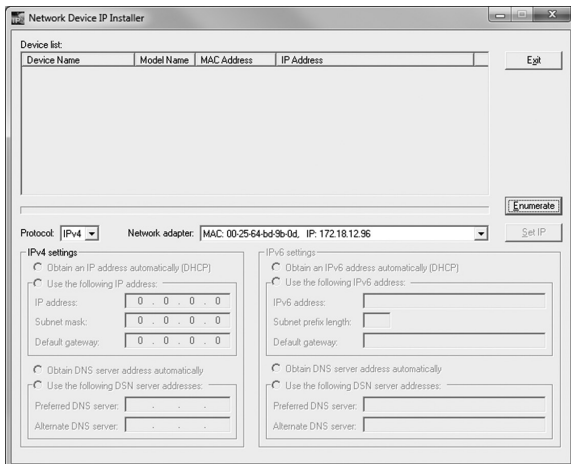 Network Device IP Installer
Device list:
Device Name Model Name MAC Address IP Address
Exit
Enumerate
Protocol: IPv4 Network adapter: MAC: 00-25-64-bd-9b-0d, IP: 172.18.12.96 Set IP
IPv4 settings
Obtain an IP address automatically (DHCP)
Use the following IP address:
IP address: 0 . 0 . 0 . 0
Subnet mask: 0 . 0 . 0 . 0
Default gateway: 0 . 0 . 0 . 0
Obtain DNS server address automatically
Use the following DSN server addresses:
Preferred DNS server: . . .
Alternate DNS server: . . .
IPv6 settings
Obtain an IPv6 address automatically (DHCP)
Use the following IPv6 address:
IPv6 address:
Subnet prefix length:
Default gateway:
Obtain DNS server address automatically
Use the following DSN server addresses:
Preferred DNS server:
Alternate DNS server: